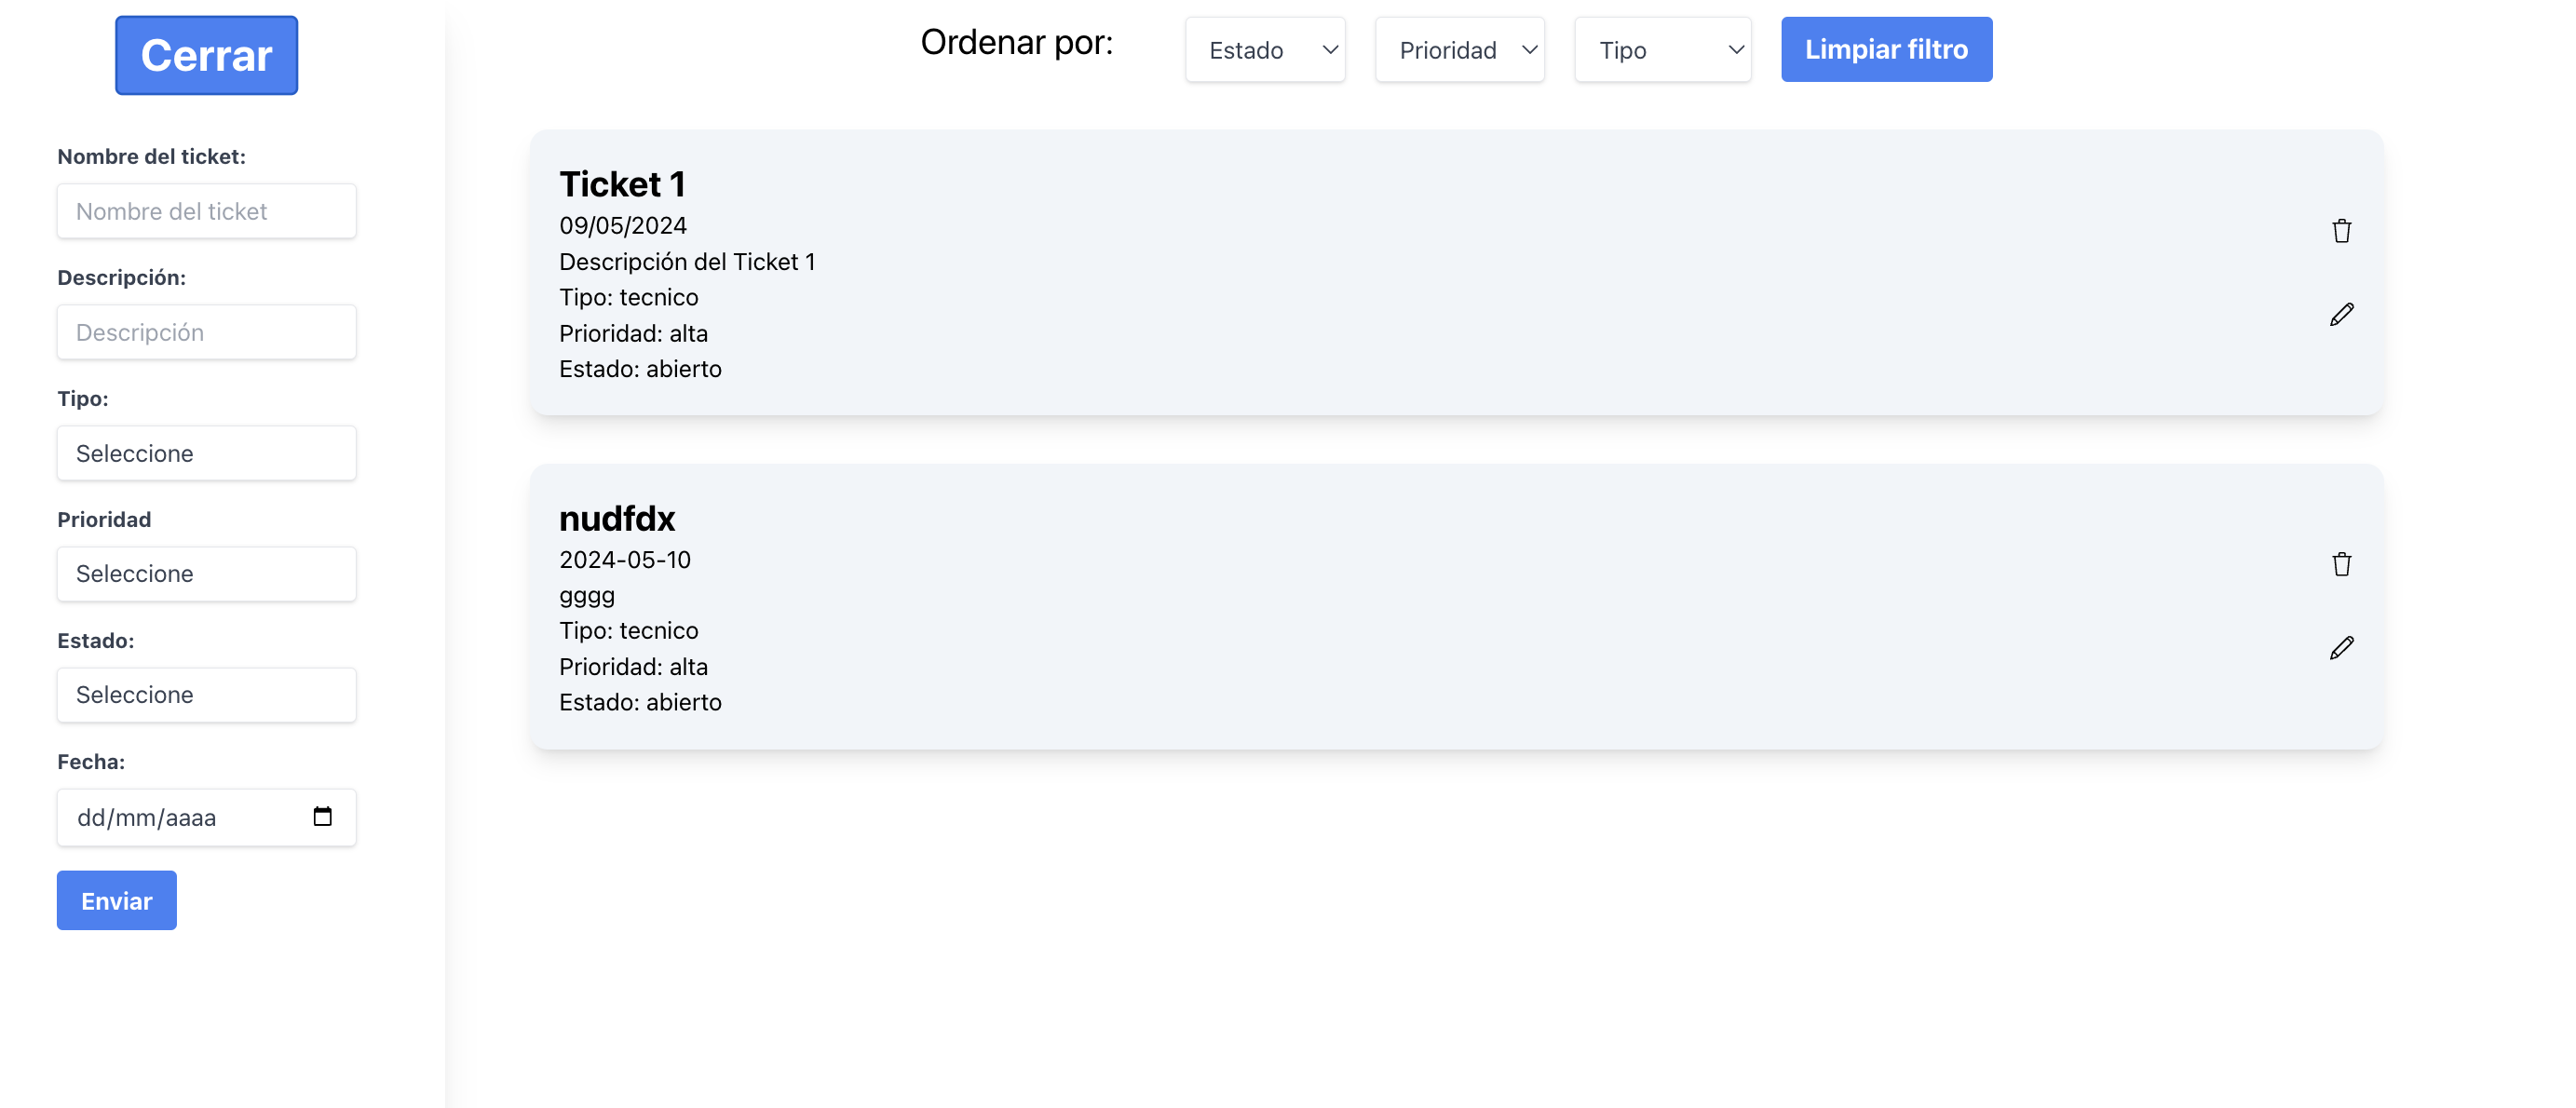 Cerrar
Nombre del ticket:
Nombre del ticket
Descripción:
Descripción
Tipo:
Seleccione
Prioridad
Seleccione
Estado:
Seleccione
Fecha:
dd/mm/aaaa
Enviar
Ordenar por:
Estado
Prioridad
Tipo
Limpiar filtro
Ticket 1
09/05/2024
Descripción del Ticket 1
Tipo: tecnico
Prioridad: alta
Estado: abierto
nudfdx
2024-05-10
gggg
Tipo: tecnico
Prioridad: alta
Estado: abierto